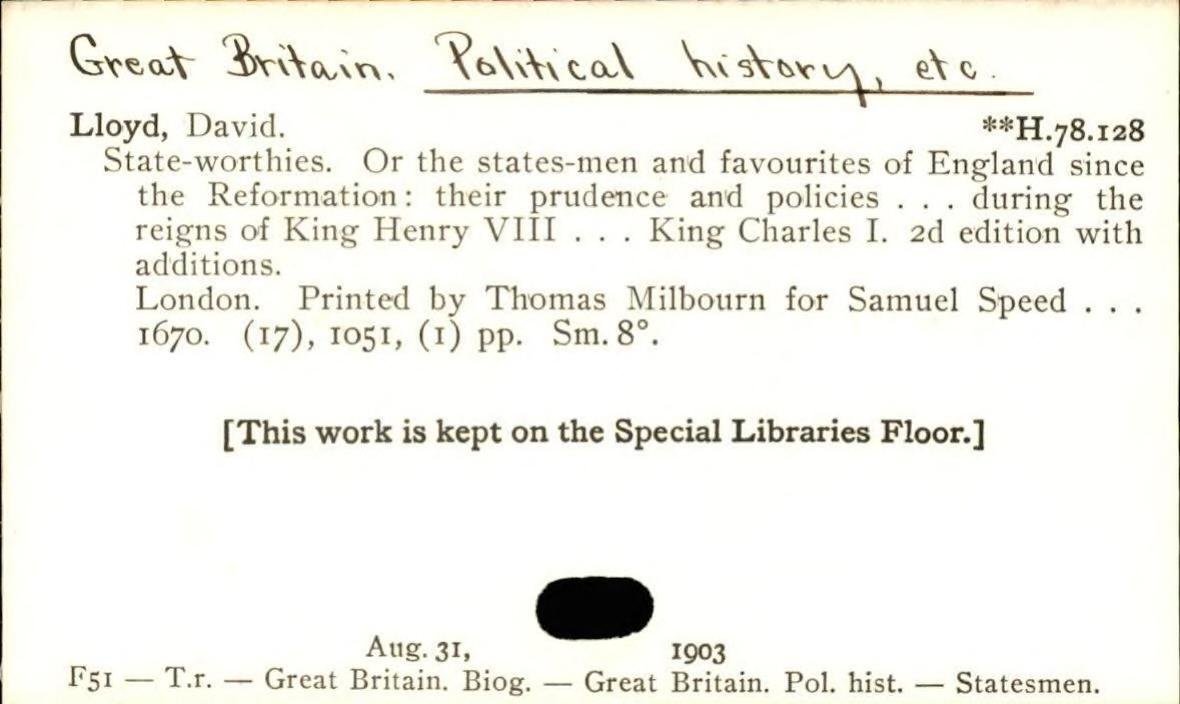 Great Britain. Political history, etc.
Lloyd, David. **H.78.128
State-worthies. Or the states-men and favourites of England since
the Reformation: their prudence and policies . . . during the
reigns of King Henry VIII . . . King Charles I. 2d edition with
additions.
London. Printed by Thomas Milbourn for Samuel Speed . . .
1670. (17), 1051, (1) pp. Sm. 8°.
[This work is kept on the Special Libraries Floor.]
Aug. 31, 1903
F51 — T.r. — Great Britain. Biog. — Great Britain. Pol. hist. — Statesmen.